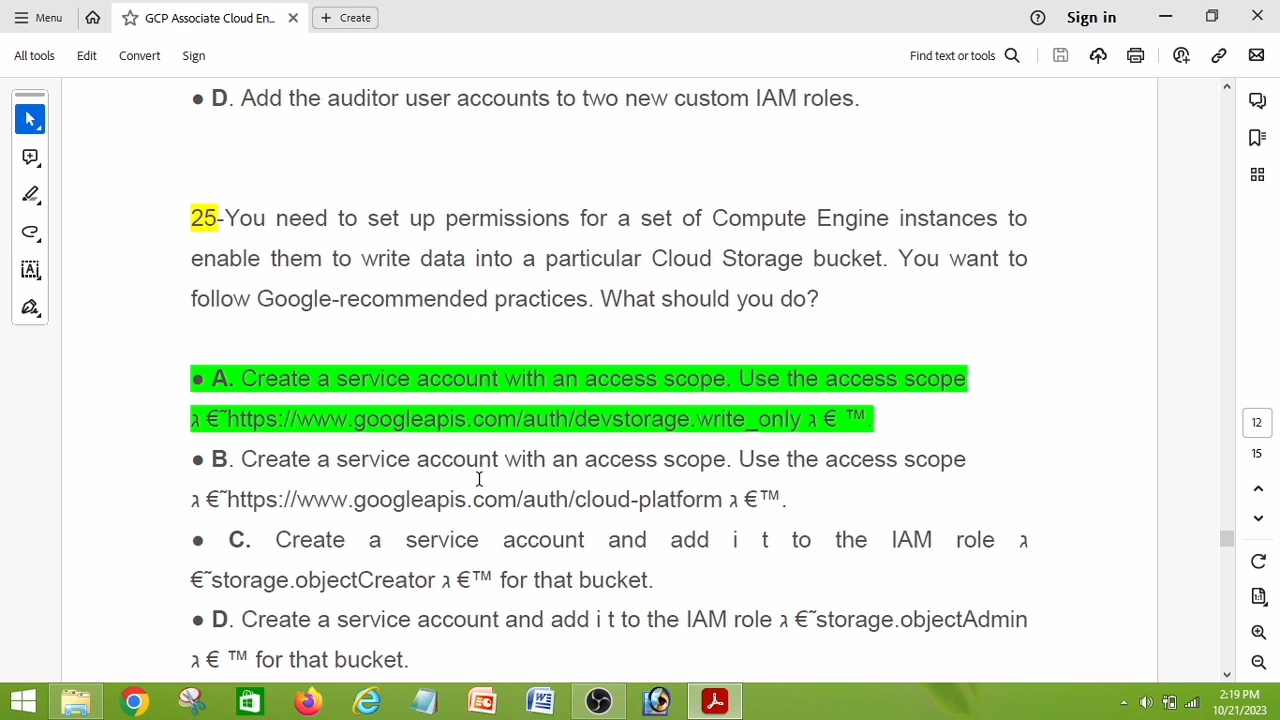 Menu
GCP Associate Cloud En...
Create
Sign in
All tools
Edit
Convert
Sign
Find text or tools
● D. Add the auditor user accounts to two new custom IAM roles.
25-You need to set up permissions for a set of Compute Engine instances to
enable them to write data into a particular Cloud Storage bucket. You want to
follow Google-recommended practices. What should you do?
● A. Create a service account with an access scope. Use the access scope
ג €˜https://www.googleapis.com/auth/devstorage.write_only ג € ™.
● B. Create a service account with an access scope. Use the access scope
ג €˜https://www.googleapis.com/auth/cloud-platform ג €™.
● C. Create a service account and add i t to the IAM role ג
€˜storage.objectCreator ג €™ for that bucket.
● D. Create a service account and add i t to the IAM role ג €˜storage.objectAdmin
ג € ™ for that bucket.
12
15
1:1
2:19 PM
10/21/2023